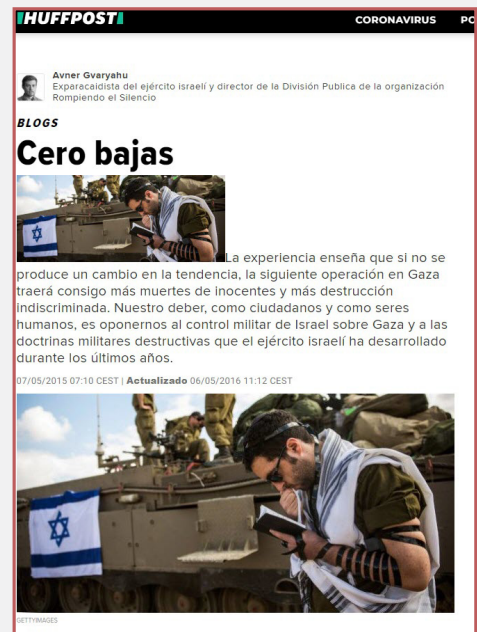 IHUFFPOSTI
CORONAVIRUS
Avner Gvaryahu
Exparacaidista del ejército israelí y director de la División Publica de la organización
Rompiendo el Silencio
BLOGS
Cero bajas
La experiencia enseña que si no se
produce un cambio en la tendencia, la siguiente operación en Gaza
traerá consigo más muertes de inocentes y más destrucción
indiscriminada. Nuestro deber, como ciudadanos y como seres
humanos, es oponernos al control militar de Israel sobre Gaza y a las
doctrinas militares destructivas que el ejército israelí ha desarrollado
durante los últimos años.
07/05/2015 07:10 CEST | Actualizado 06/05/2016 11:12 CEST
GETTYIMAGES